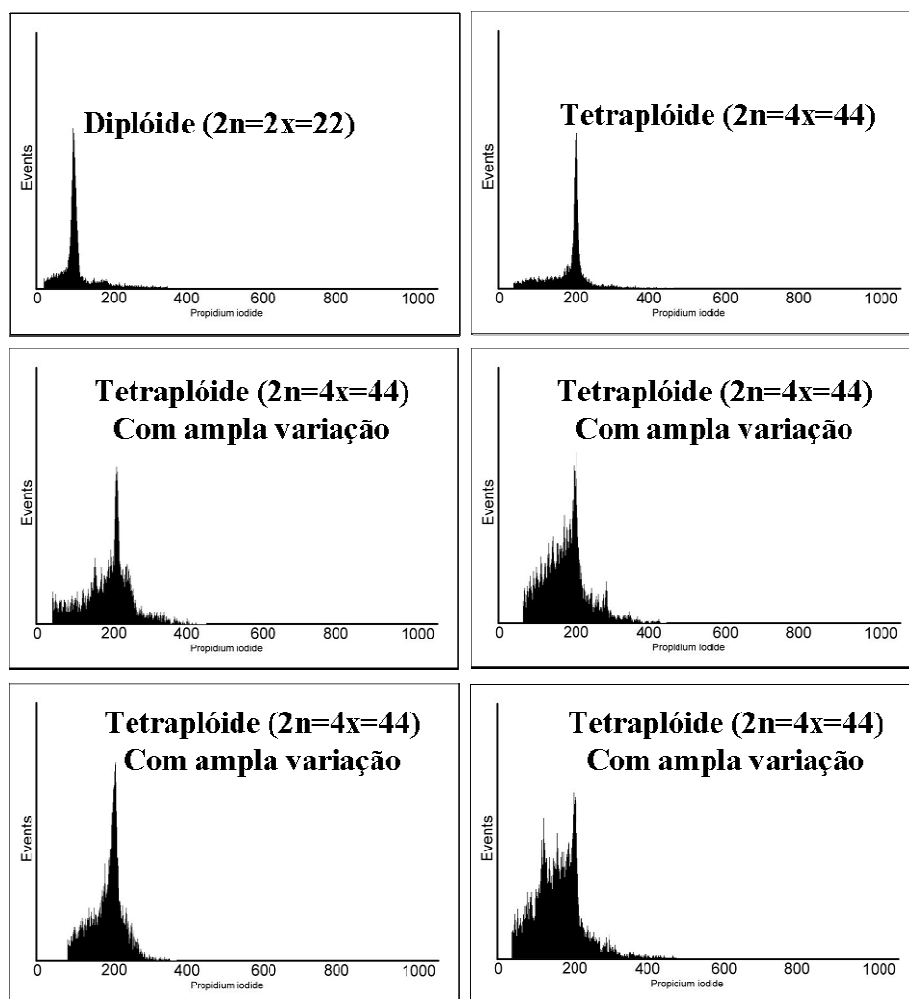 Diplóide (2n=2x=22)
Events
0 200 400 600 800 1000
Propidium iodide
Tetraplóide (2n=4x=44)
Events
0 200 400 600 800 1000
Propidium iodide
Tetraplóide (2n=4x=44)
Com ampla variação
Events
0 200 400 600 800 1000
Propidium iodide
Tetraplóide (2n=4x=44)
Com ampla variação
Events
0 200 400 600 800 1000
Propidium iodide
Tetraplóide (2n=4x=44)
Com ampla variação
Events
0 200 400 600 800 1000
Propidium iodide
Tetraplóide (2n=4x=44)
Com ampla variação
Events
0 200 400 600 800 1000
Propidium iodide